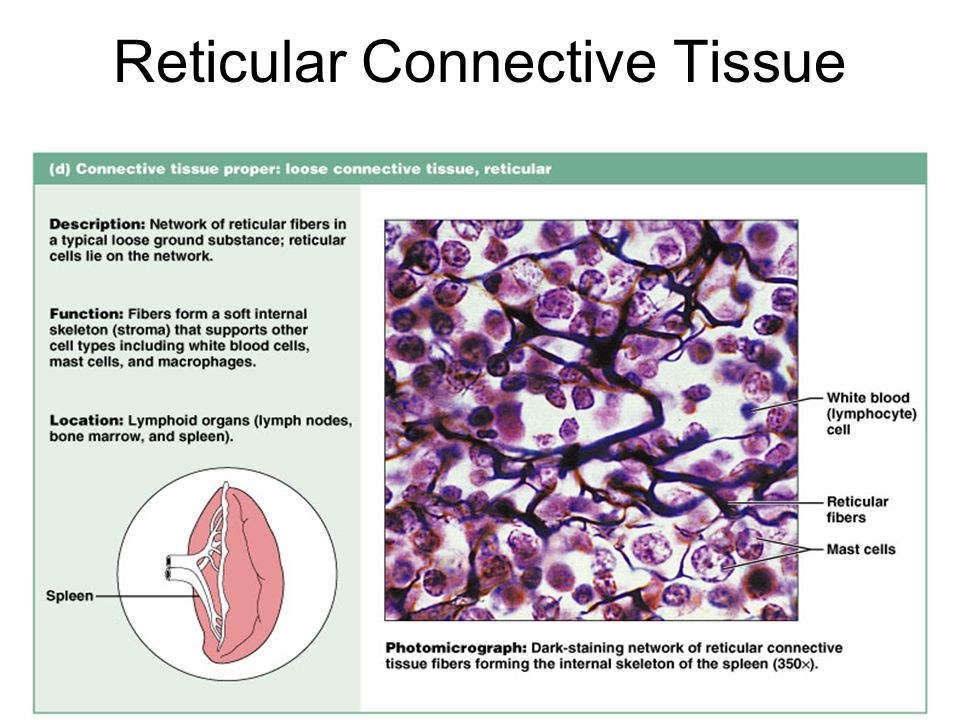 Reticular Connective Tissue
(d) Connective tissue proper: loose connective tissue, reticular
Description: Network of reticular fibers in
a typical loose ground substance; reticular
cells lie on the network.
Function: Fibers form a soft internal
skeleton (stroma) that supports other
cell types including white blood cells,
mast cells, and macrophages.
Location: Lymphoid organs (lymph nodes,
bone marrow, and spleen).
Spleen
White blood
(lymphocyte)
cell
Reticular
fibers
Mast cells
Photomicrograph: Dark-staining network of reticular connective
tissue fibers forming the internal skeleton of the spleen (350×).